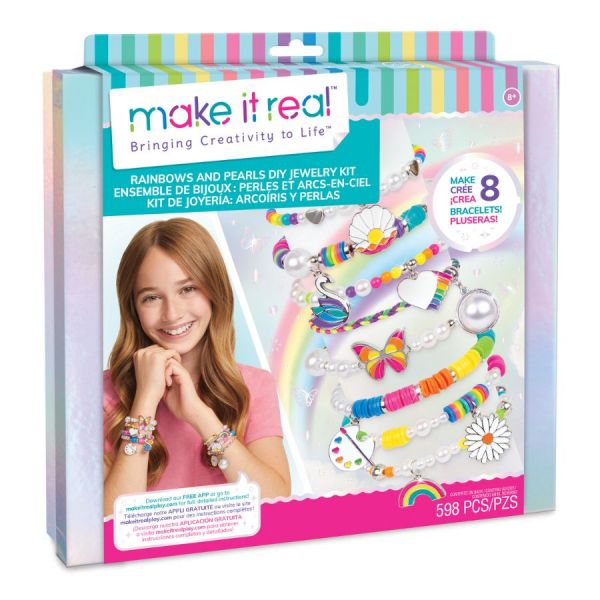 make it real™
Bringing Creativity to Life™
8+
RAINBOWS AND PEARLS DIY JEWELRY KIT
ENSEMBLE DE BIJOUX : PERLES ET ARCS-EN-CIEL
KIT DE JOYERÍA: ARCOÍRIS Y PERLAS
MAKE
CRÉE
¡CREA
8
BRACELETS!
PLUSERAS!
Download our FREE APP or go to
makeitrealplay.com for full, detailed instructions!
Télécharge notre APPLI GRATUITE ou visite le site
makeitrealplay.com pour des instructions complètes!
¡Descarga nuestra APLICACIÓN GRATUITA
o visita makeitrealplay.com para obtener
instrucciones completas y detalladas!
598 PCS/PZS